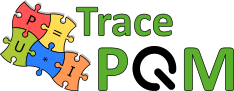 Trace
P =
U * I
PQM